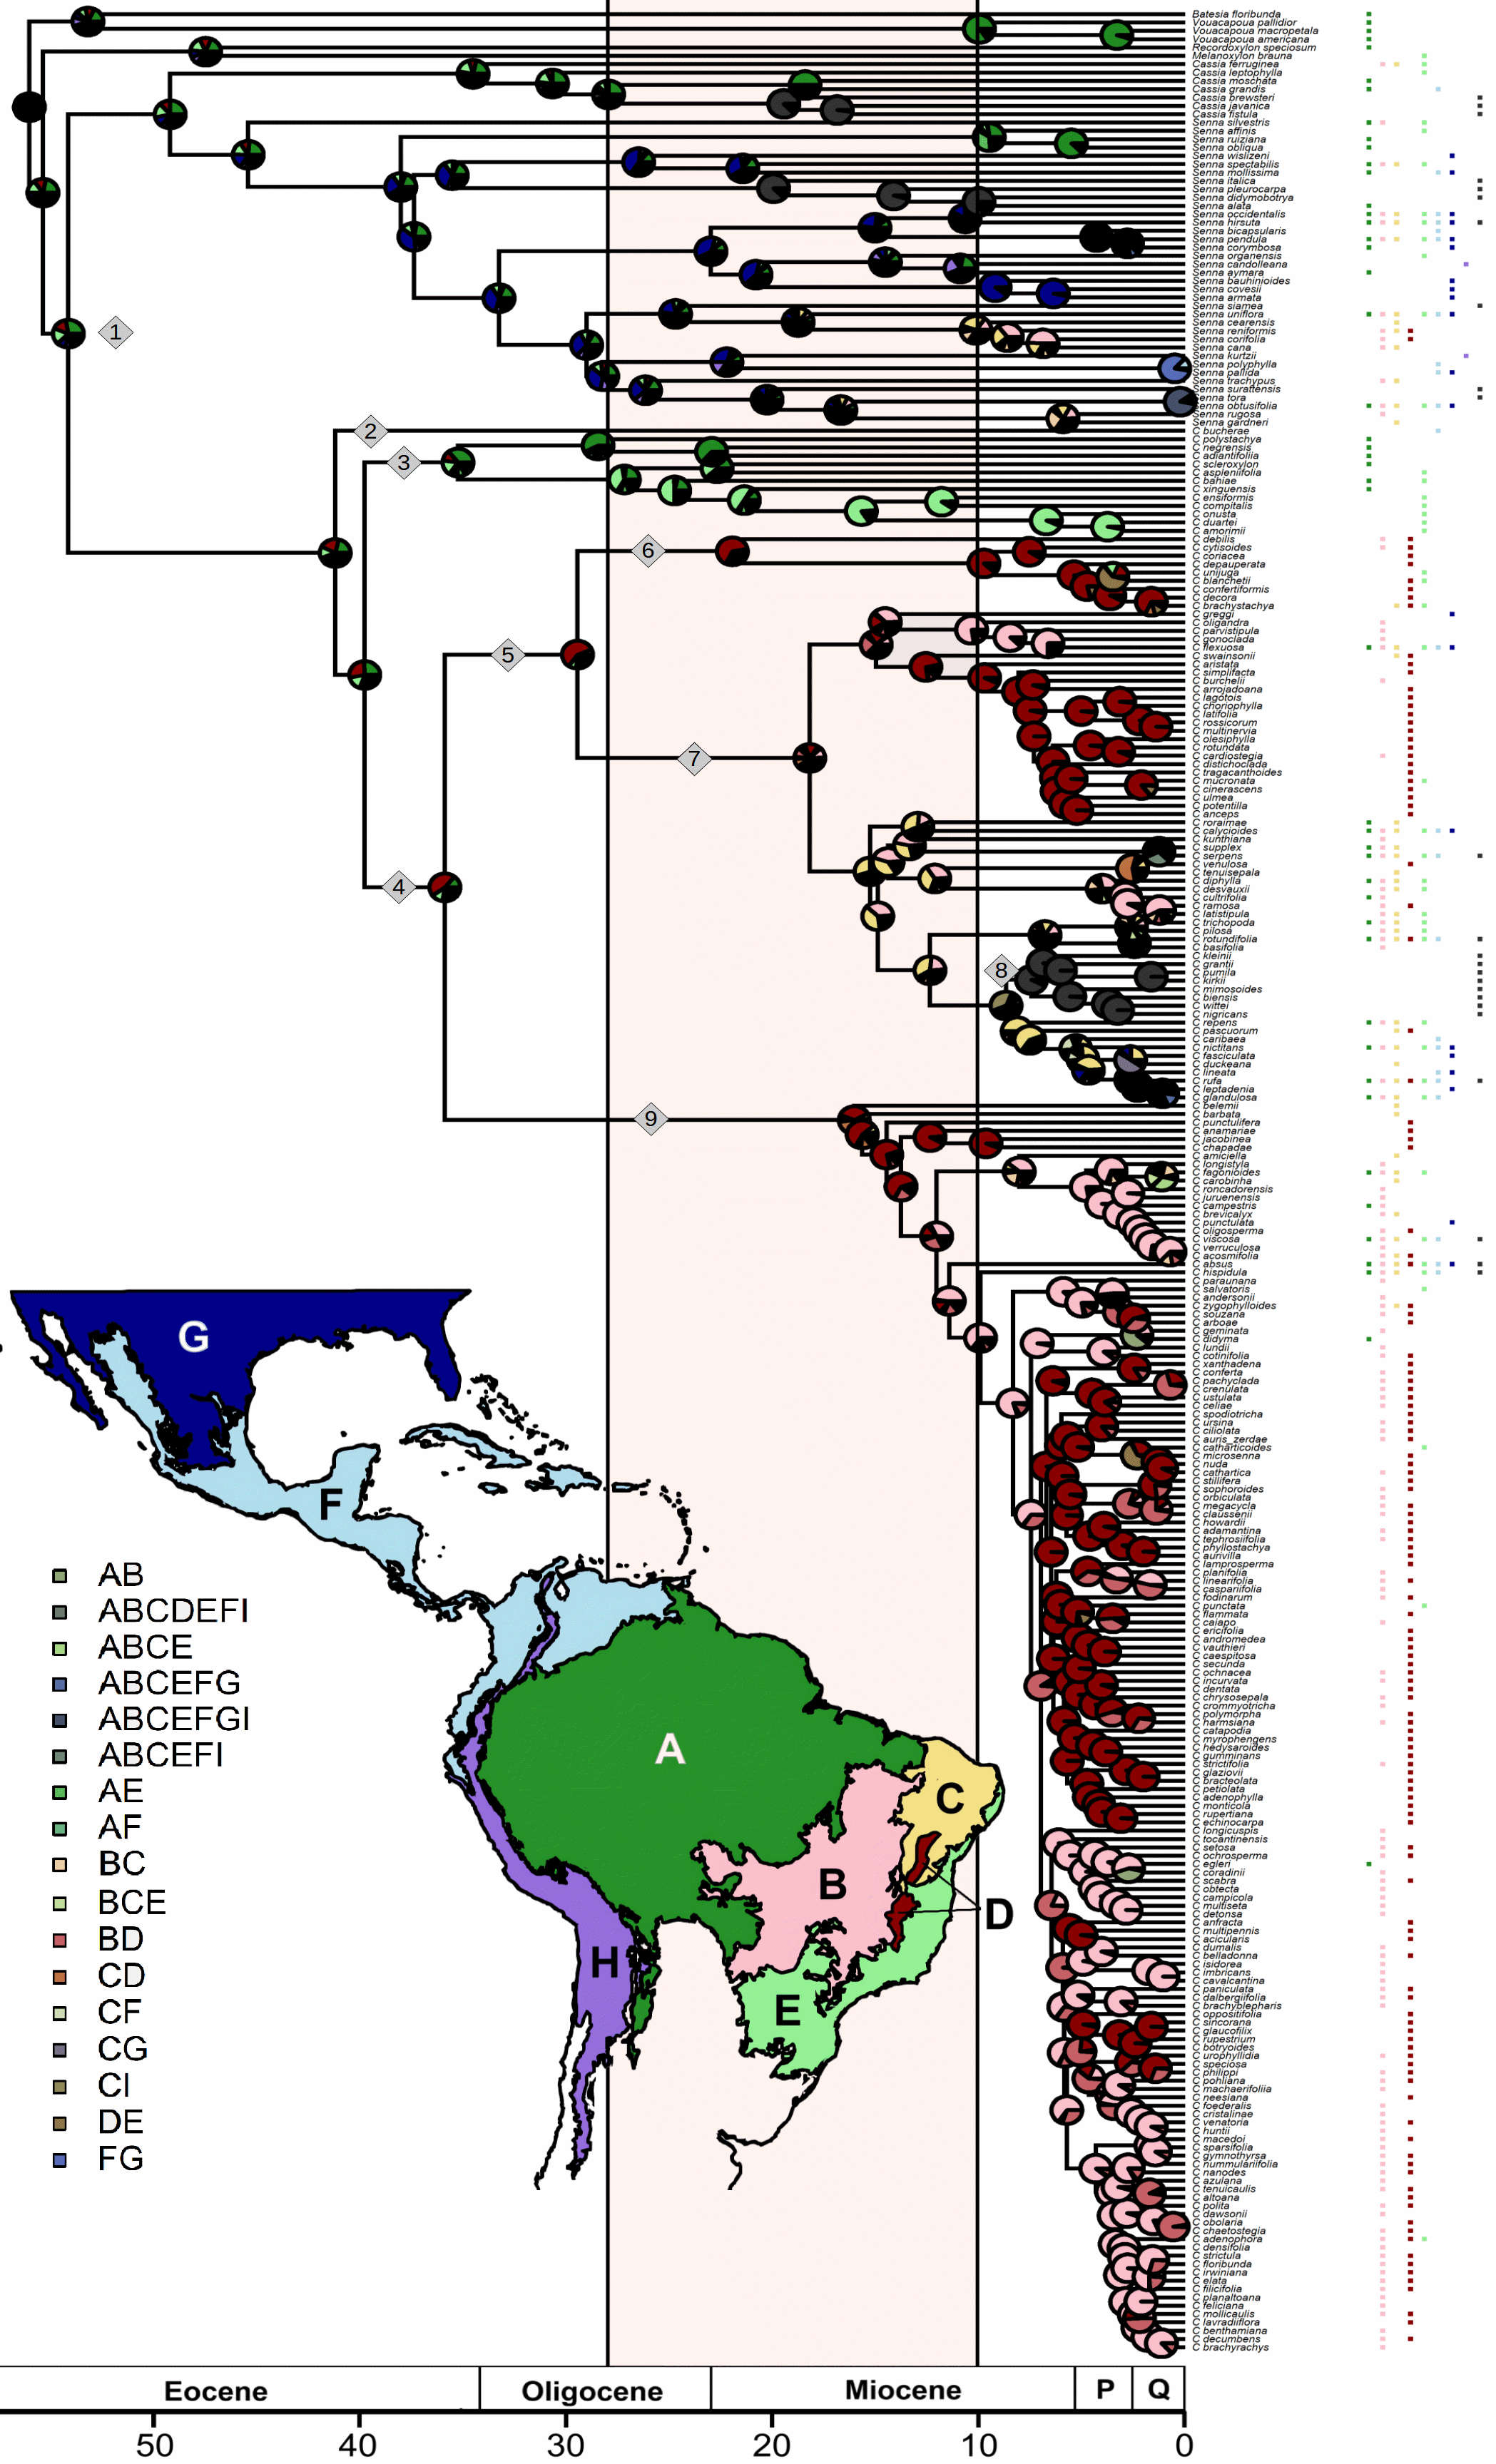 Batesia floribunda
Vouacapoua pallidior
Vouacapoua macropetala
Vouacapoua americana
Recordoxylon speciosum
Melanoxylon brauna
Cassia ferruginea
Cassia leptophylla
Cassia moschata
Cassia grandis
Cassia brewsteri
Cassia javanica
Cassia fistula
Senna silvestris
Senna affinis
Senna ruiziana
Senna obliqua
Senna wislizeni
Senna spectabilis
Senna mollissima
Senna italica
Senna pleurocarpa
Senna didymobotrya
Senna alata
Senna occidentalis
Senna hirsuta
Senna bicapsularis
Senna pendula
Senna corymbosa
Senna organensis
Senna candolleana
Senna aymara
Senna bauhinioides
Senna covesii
Senna armata
Senna siamea
Senna uniflora
Senna cearensis
Senna reniformis
Senna corifolia
Senna cana
Senna kurtzii
Senna polyphylla
Senna pallida
Senna trachypus
Senna surattensis
Senna tora
Senna obtusifolia
Senna rugosa
Senna gardneri
C bucherae
C polystachya
C negrensis
C adiantifoliia
C scleroxylon
C aspleniifolia
C bahiae
C xinguensis
C ensiformis
C compitalis
C onusta
C duartei
C amorimii
C debilis
C cytisoides
C coriacea
C depauperata
C unijuga
C blanchetii
C confertiformis
C decora
C brachystachya
C greggi
C oligandra
C parvistipula
C gonoclada
C flexuosa
C swainsonii
C aristata
C simplifacta
C burchelii
C arrojadoana
C lagotois
C choriophylla
C latifolia
C rossicorum
C multinervia
C olesiphylla
C rotundata
C cardiostegia
C distichoclada
C tragacanthoides
C mucronata
C cinerascens
C ulmea
C potentilla
C anceps
C roraimae
C calycioides
C kunthiana
C supplex
C serpens
C venulosa
C tenuisepala
C diphylla
C desvauxii
C cultrifolia
C ramosa
C latistipula
C trichopoda
C pilosa
C rotundifolia
C basifolia
C kleinii
C grantii
C pumila
C kirkii
C mimosoides
C biensis
C wittei
C nigricans
C repens
C pascuorum
C caribaea
C nictitans
C fasciculata
C duckeana
C lineata
C rufa
C leptadenia
C glandulosa
C belemii
C barbata
C punctulifera
C anamariae
C jacobinea
C chapadae
C amiciella
C longistyla
C fagonioides
C carobinha
C roncadorensis
C juruenensis
C campestris
C brevicalyx
C punctulata
C oligosperma
C viscosa
C verruculosa
C acosmifolia
C absus
C hispidula
C paraunana
C salvatoris
C andersonii
C zygophylloides
C souzana
C arboae
C geminata
C didyma
C lundii
C cotinifolia
C xanthadena
C conferta
C pachyclada
C crenulata
C ustulata
C celiae
C spodiotricha
C ursina
C ciliolata
C auris_zerdae
C catharticoides
C microsenna
C nuda
C cathartica
C stillifera
C sophoroides
C orbiculata
C megacycla
C claussenii
C howardii
C adamantina
C tephrosiifolia
C phyllostachya
C aurivilla
C lamprosperma
C planifolia
C linearifolia
C caspariifolia
C fodinarum
C punctata
C flammata
C caiapo
C ericifolia
C andromedea
C vauthieri
C caespitosa
C secunda
C ochnacea
C incurvata
C dentata
C chrysosepala
C crommyotricha
C polymorpha
C harmsiana
C catapodia
C myrophengens
C hedysaroides
C gumminans
C strictifolia
C glaziovii
C bracteolata
C petiolata
C adenophylla
C monticola
C rupertiana
C echinocarpa
C longicuspis
C tocantinensis
C setosa
C ochrosperma
C egleri
C coradinii
C scabra
C obtecta
C campicola
C multiseta
C detonsa
C anfracta
C multipennis
C acicularis
C dumalis
C belladonna
C isidorea
C imbricans
C cavalcantina
C paniculata
C dalbergiifolia
C brachyblepharis
C oppositifolia
C sincorana
C glaucofilix
C rupestrium
C botryoides
C urophyllidia
C speciosa
C philippi
C pohliana
C machaerifoliia
C neesiana
C foederalis
C cristalinae
C venatoria
C huntii
C macedoi
C sparsifolia
C gymnothyrsa
C nummulariifolia
C nanodes
C azulana
C tenuicaulis
C altoana
C polita
C dawsonii
C obolaria
C chaetostegia
C adenophora
C densifolia
C strictula
C floribunda
C irwiniana
C elata
C filicifolia
C planaltoana
C feliciana
C mollicaulis
C lavradiiflora
C benthamiana
C decumbens
C brachyrachys
1
2
3
4
5
6
7
8
9
G
F
A
C
B
D
H
E
AB
ABCDEFI
ABCE
ABCEFG
ABCEFGI
ABCEFI
AE
AF
BC
BCE
BD
CD
CF
CG
CI
DE
FG
Eocene Oligocene Miocene P Q
50 40 30 20 10 0